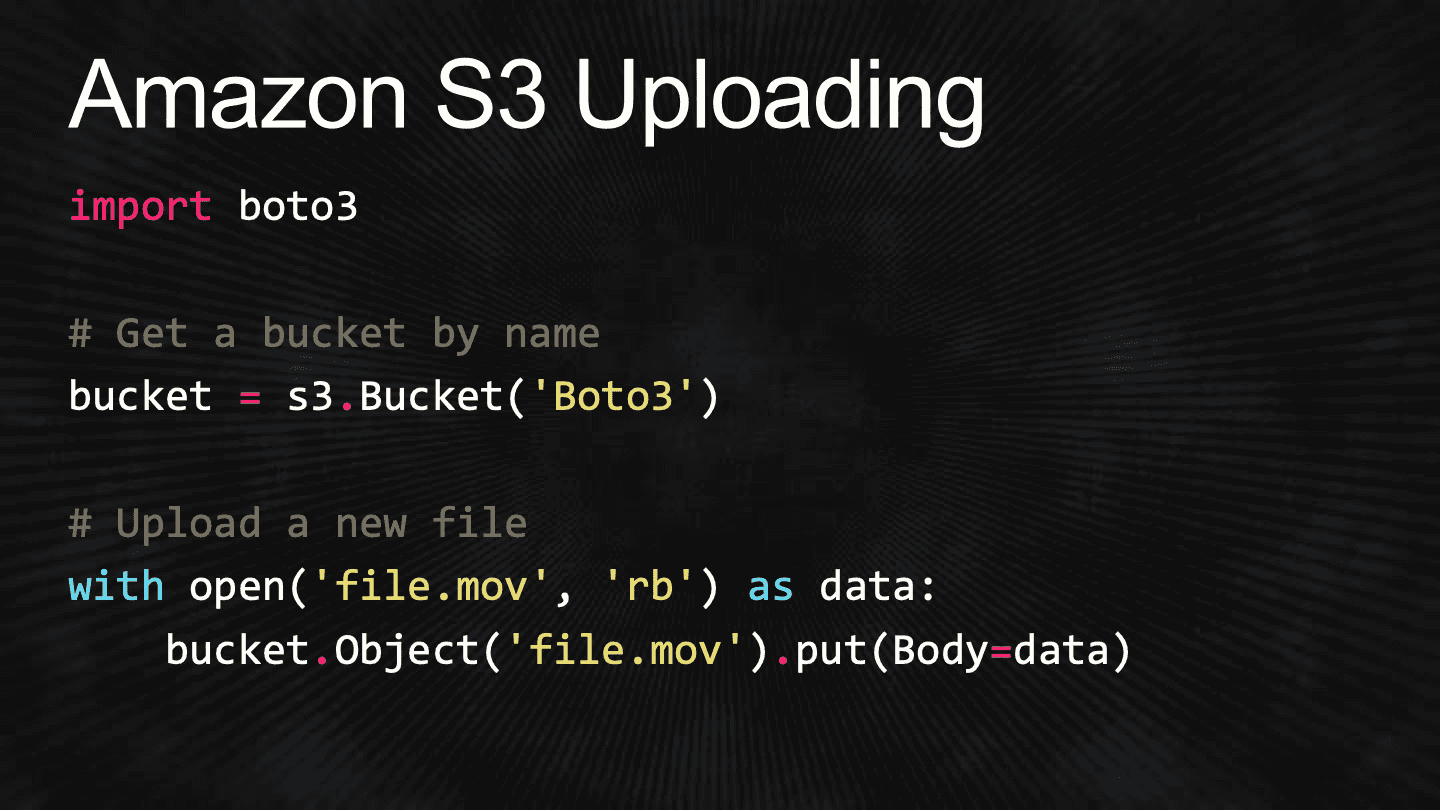 Amazon S3 Uploading
import boto3
# Get a bucket by name
bucket = s3.Bucket('Boto3')
# Upload a new file
with open('file.mov', 'rb') as data:
    bucket.Object('file.mov').put(Body=data)